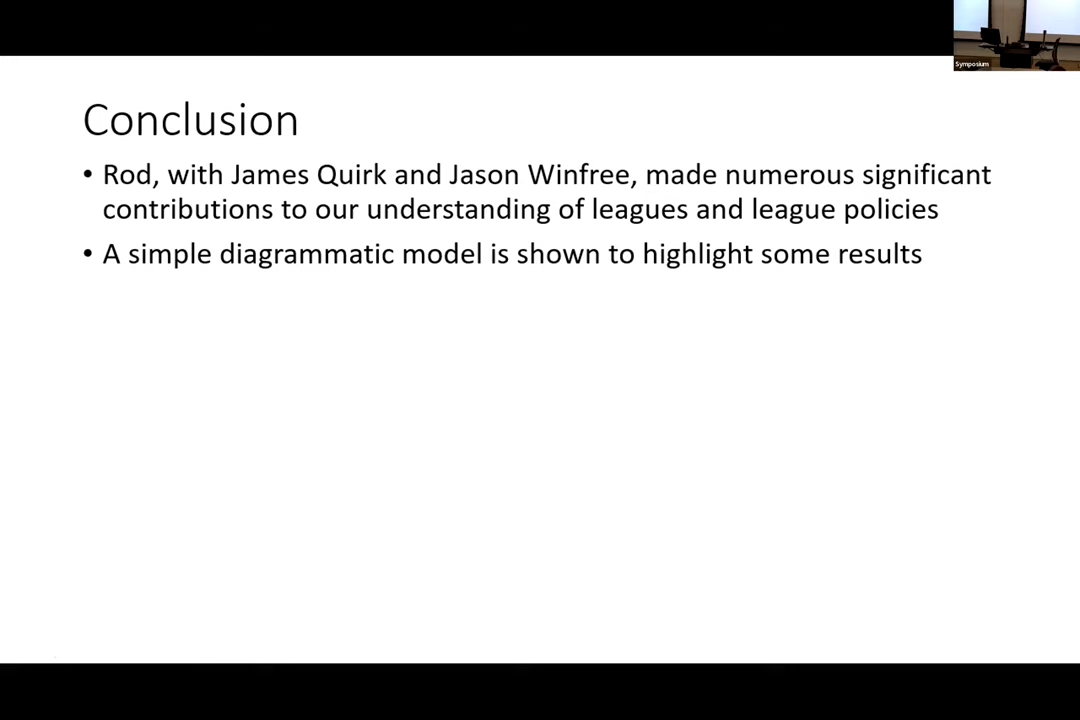 Symposium
Conclusion
• Rod, with James Quirk and Jason Winfree, made numerous significant
contributions to our understanding of leagues and league policies
• A simple diagrammatic model is shown to highlight some results